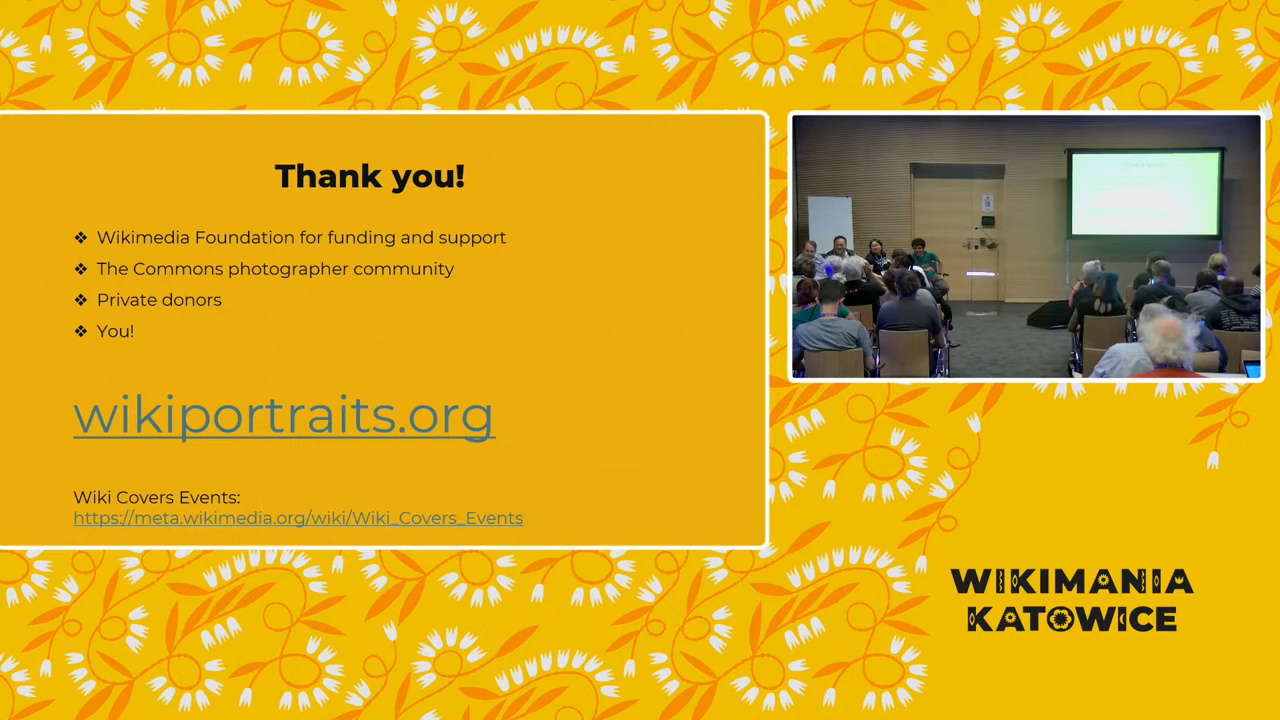 Thank you!
❖ Wikimedia Foundation for funding and support
❖ The Commons photographer community
❖ Private donors
❖ You!
wikiportraits.org
Wiki Covers Events:
https://meta.wikimedia.org/wiki/Wiki_Covers_Events
WIKIMANIA
KATOWICE